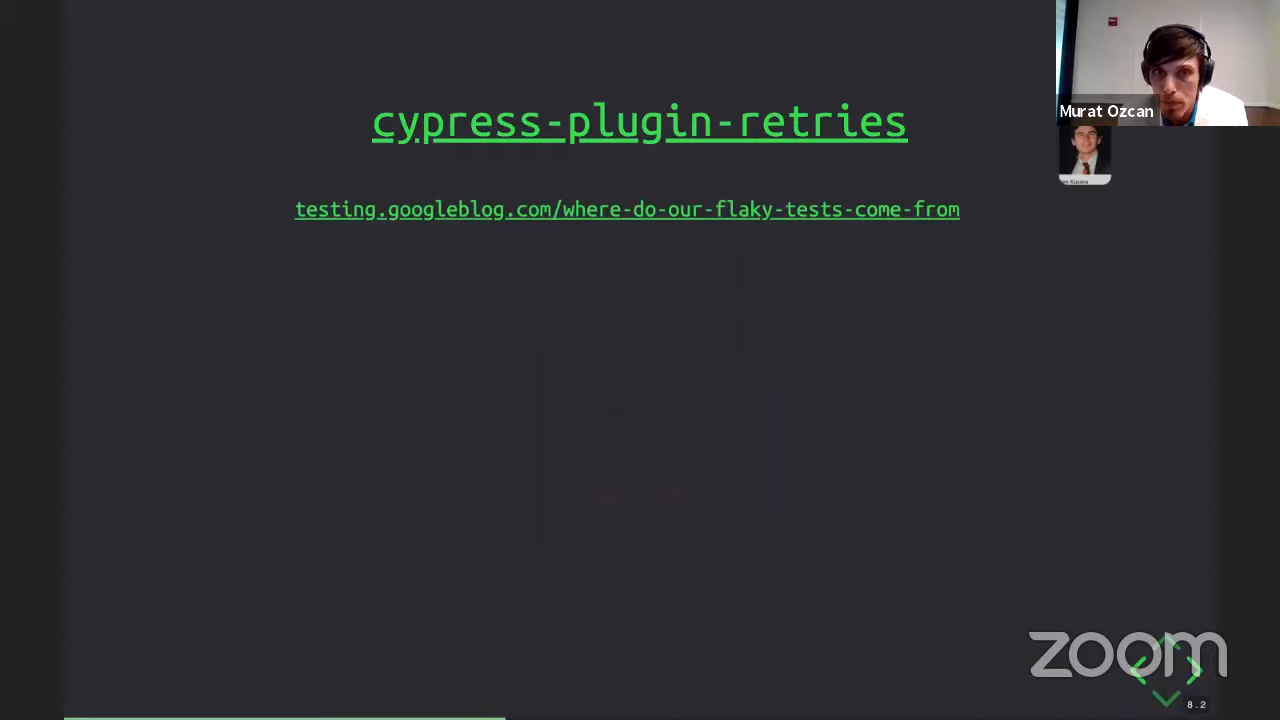 cypress-plugin-retries
testing.googleblog.com/where-do-our-flaky-tests-come-from
Murat Ozcan
zoom
8.2